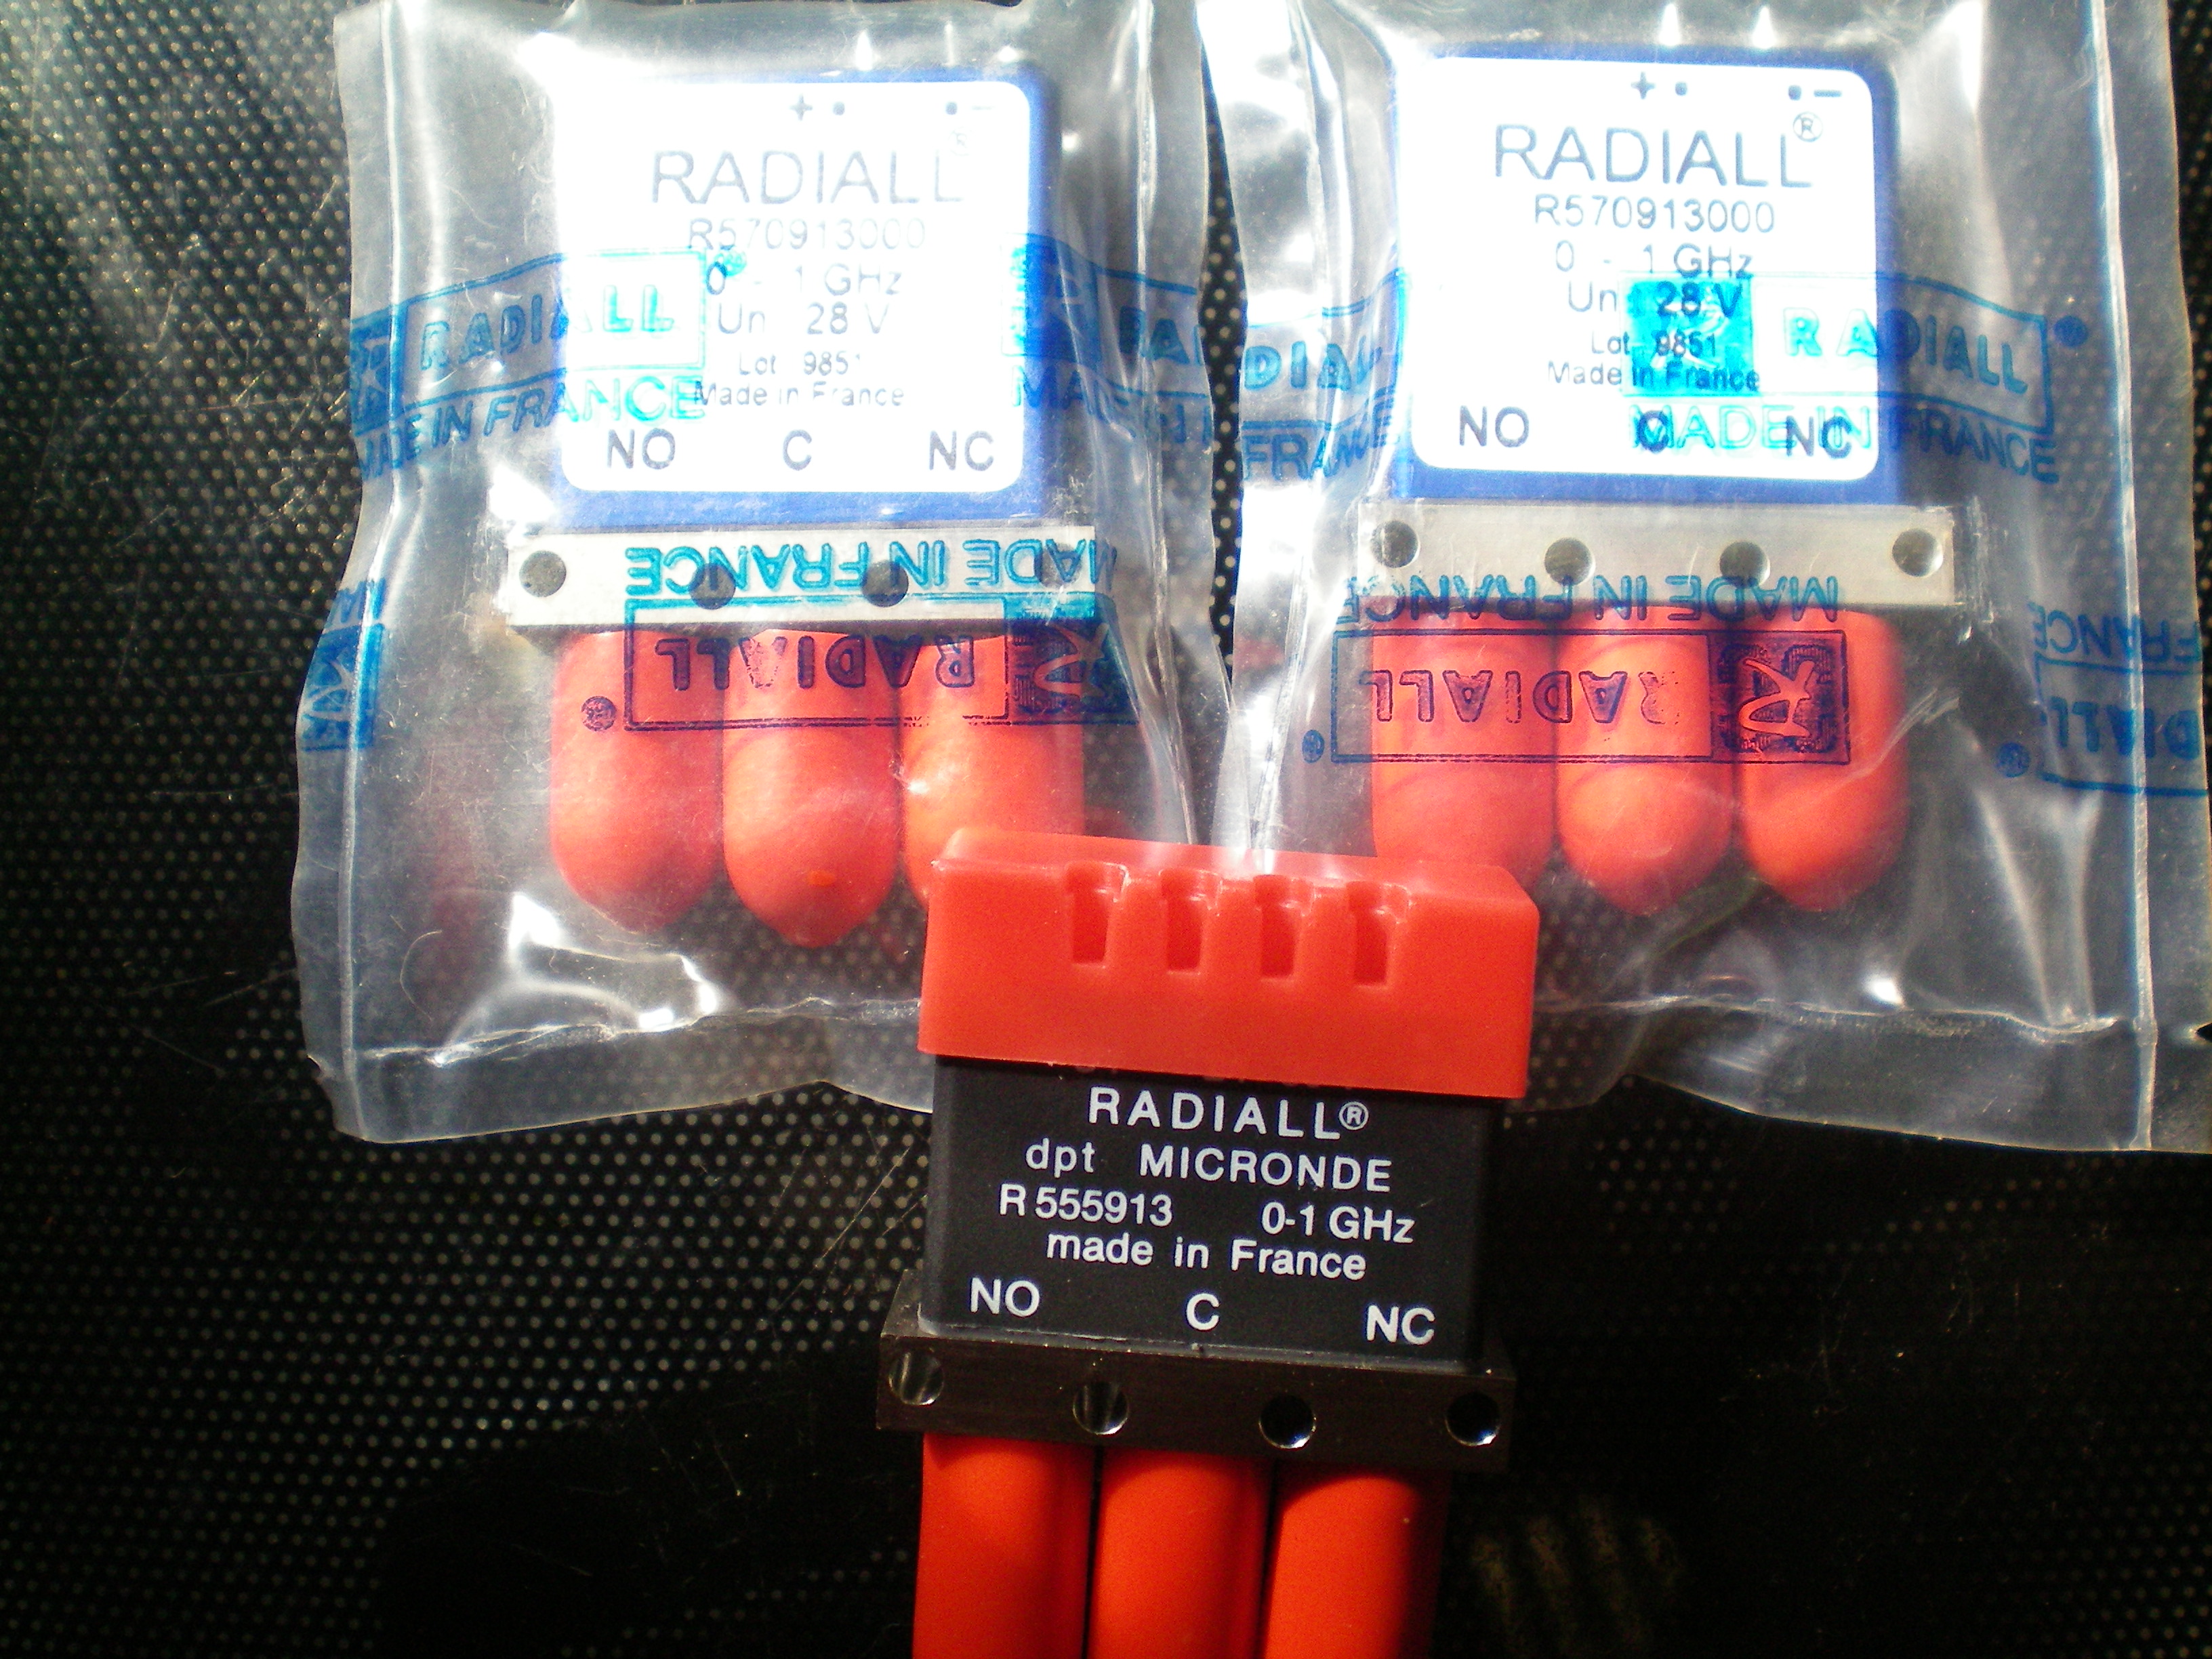 + • • −
RADIALL®
R570913000
0 - 1 GHz
Un 28 V
Lot 9851
Made in France
NO C NC
RADIALL
MADE IN FRANCE
MADE IN FRANCE
RADIALL®
+ • • −
RADIALL®
R570913000
0 - 1 GHz
Un 28 V
Lot 9851
Made in France
NO C NC
RADIALL®
MADE IN FRANCE
MADE IN FRANCE
RADIALL®
RADIALL®
dpt MICRONDE
R 555913 0-1 GHz
made in France
NO C NC